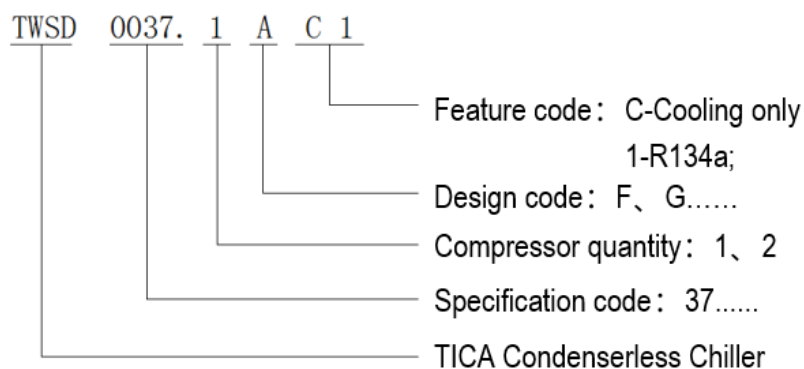 TWSD 0037. 1 A C 1
Feature code：C-Cooling only
1-R134a;
Design code：F、G......
Compressor quantity：1、2
Specification code：37......
TICA Condenserless Chiller